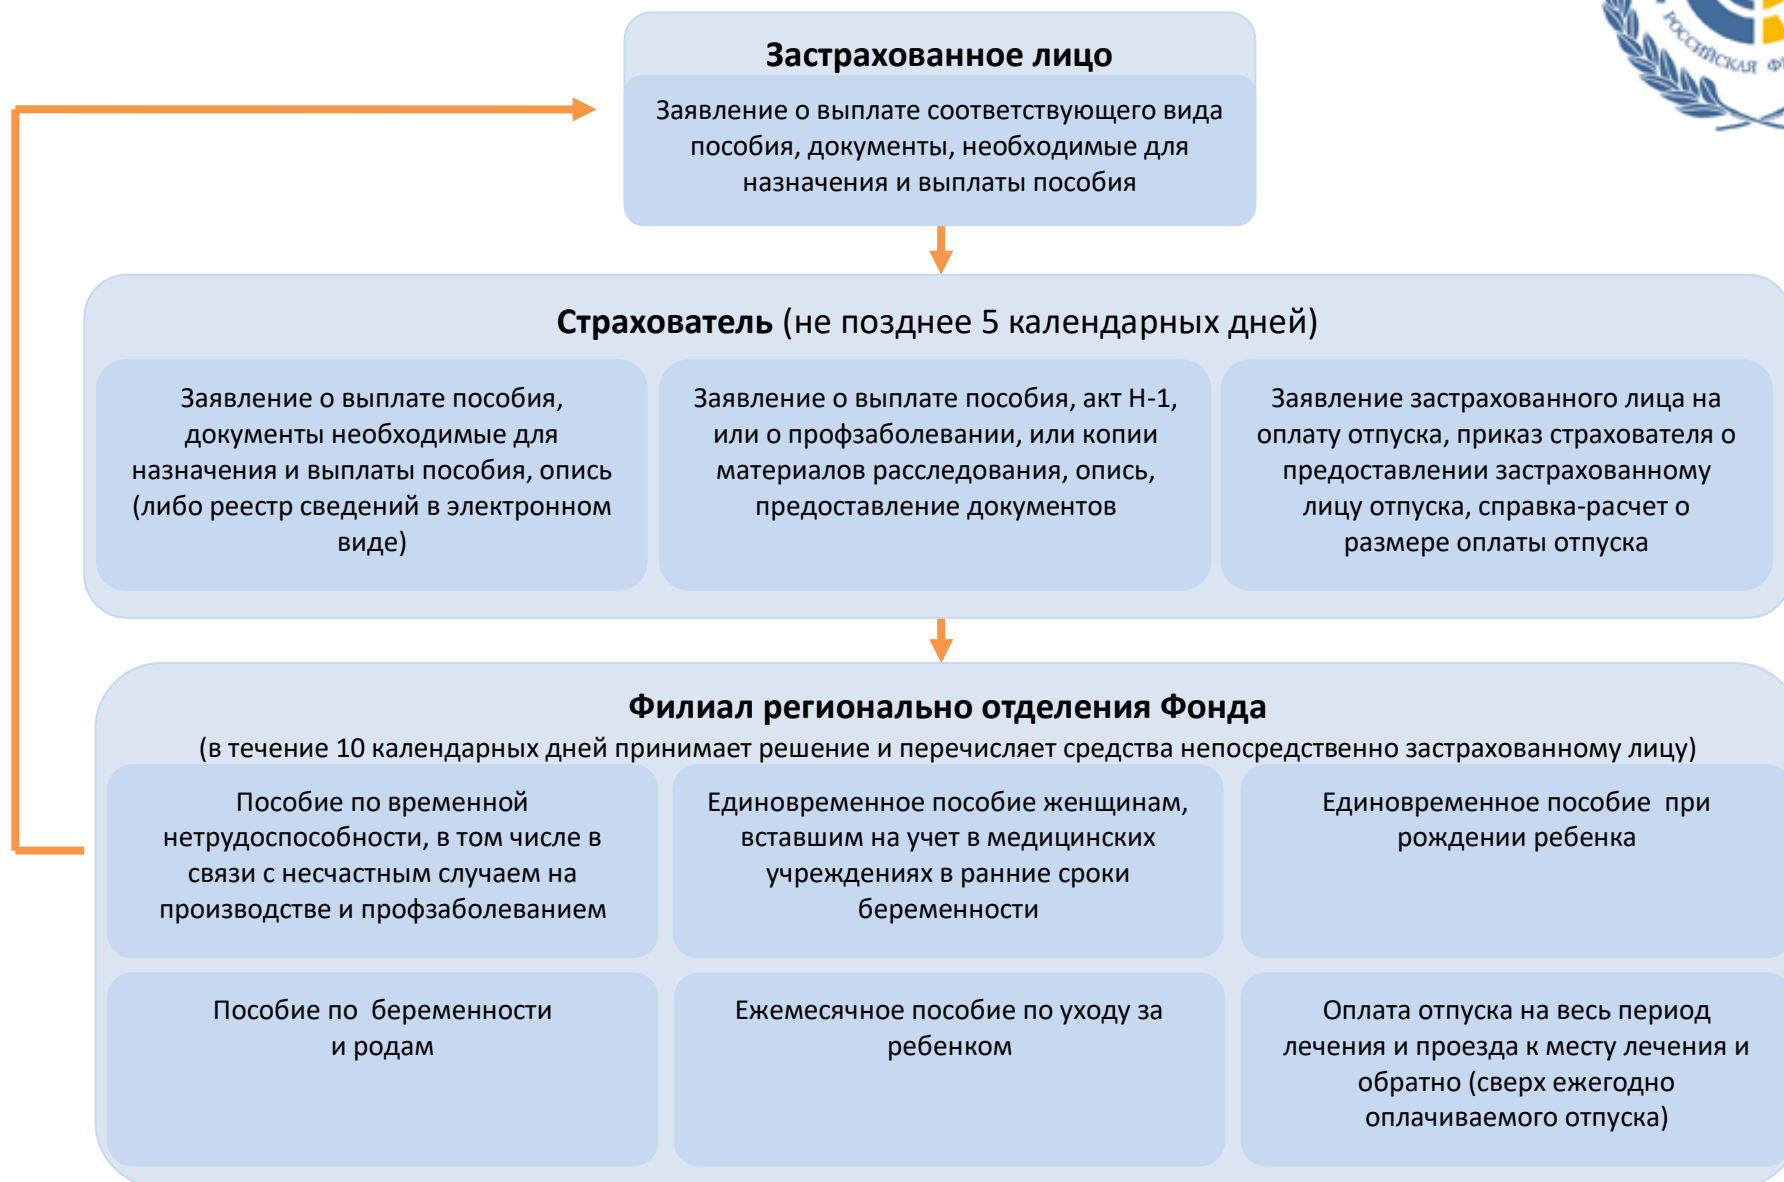 РОССИЙСКАЯ
Застрахованное лицо
Заявление о выплате соответствующего вида
пособия, документы, необходимые для
назначения и выплаты пособия
Страхователь (не позднее 5 календарных дней)
Заявление о выплате пособия,
документы необходимые для
назначения и выплаты пособия, опись
(либо реестр сведений в электронном
виде)
Заявление о выплате пособия, акт Н-1,
или о профзаболевании, или копии
материалов расследования, опись,
предоставление документов
Заявление застрахованного лица на
оплату отпуска, приказ страхователя о
предоставлении застрахованному
лицу отпуска, справка-расчет о
размере оплаты отпуска
Филиал регионально отделения Фонда
(в течение 10 календарных дней принимает решение и перечисляет средства непосредственно застрахованному лицу)
Пособие по временной
нетрудоспособности, в том числе в
связи с несчастным случаем на
производстве и профзаболеванием
Единовременное пособие женщинам,
вставшим на учет в медицинских
учреждениях в ранние сроки
беременности
Единовременное пособие при
рождении ребенка
Пособие по беременности
и родам
Ежемесячное пособие по уходу за
ребенком
Оплата отпуска на весь период
лечения и проезда к месту лечения и
обратно (сверх ежегодно
оплачиваемого отпуска)